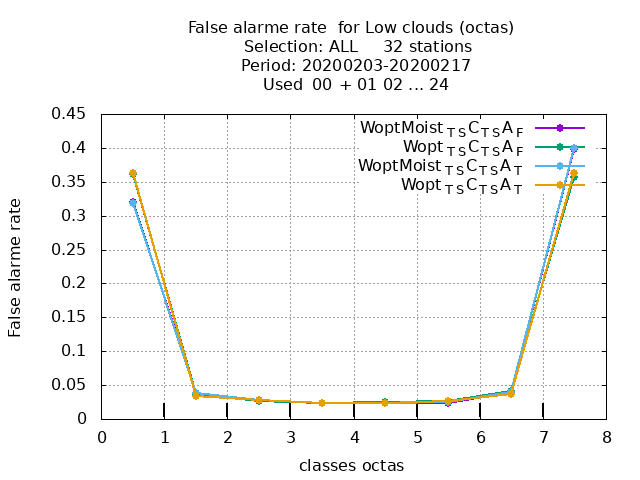 False alarme rate  for Low clouds (octas)
Selection: ALL     32 stations
Period: 20200203-20200217
Used  00 + 01 02 ... 24
WoptMoist TS C TS A F
Wopt TS C TS A F
WoptMoist TS C TS A T
Wopt TS C TS A T
False alarme rate
0.45
0.4
0.35
0.3
0.25
0.2
0.15
0.1
0.05
0
0 1 2 3 4 5 6 7 8
classes octas